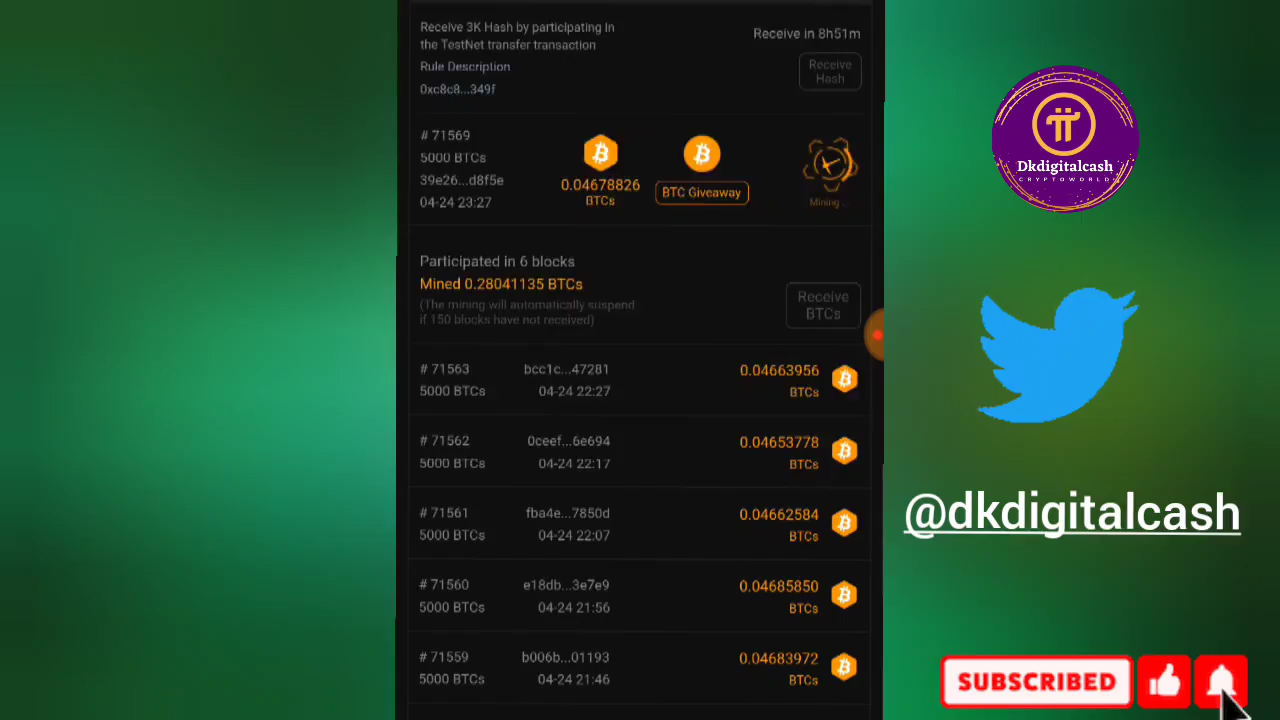 Receive 3K Hash by participating in
the TestNet transfer transaction
Receive in 8h51m
Rule Description
Receive
Hash
0xc8c8...349f
# 71569
5000 BTCs
39e26...d8f5e
04-24 23:27
0.04678826
BTCs
BTC Giveaway
Mining...
Participated in 6 blocks
Mined 0.28041135 BTCs
(The mining will automatically suspend
if 150 blocks have not received)
Receive
BTCs
# 71563 bcc1c...47281 0.04663956
5000 BTCs 04-24 22:27 BTCs
# 71562 0ceef...6e694 0.04653778
5000 BTCs 04-24 22:17 BTCs
# 71561 fba4e...7850d 0.04662584
5000 BTCs 04-24 22:07 BTCs
# 71560 e18db...3e7e9 0.04685850
5000 BTCs 04-24 21:56 BTCs
# 71559 b006b...01193 0.04683972
5000 BTCs 04-24 21:46 BTCs
Dkdigitalcash
CRYPTOWORLD
@dkdigitalcash
SUBSCRIBED